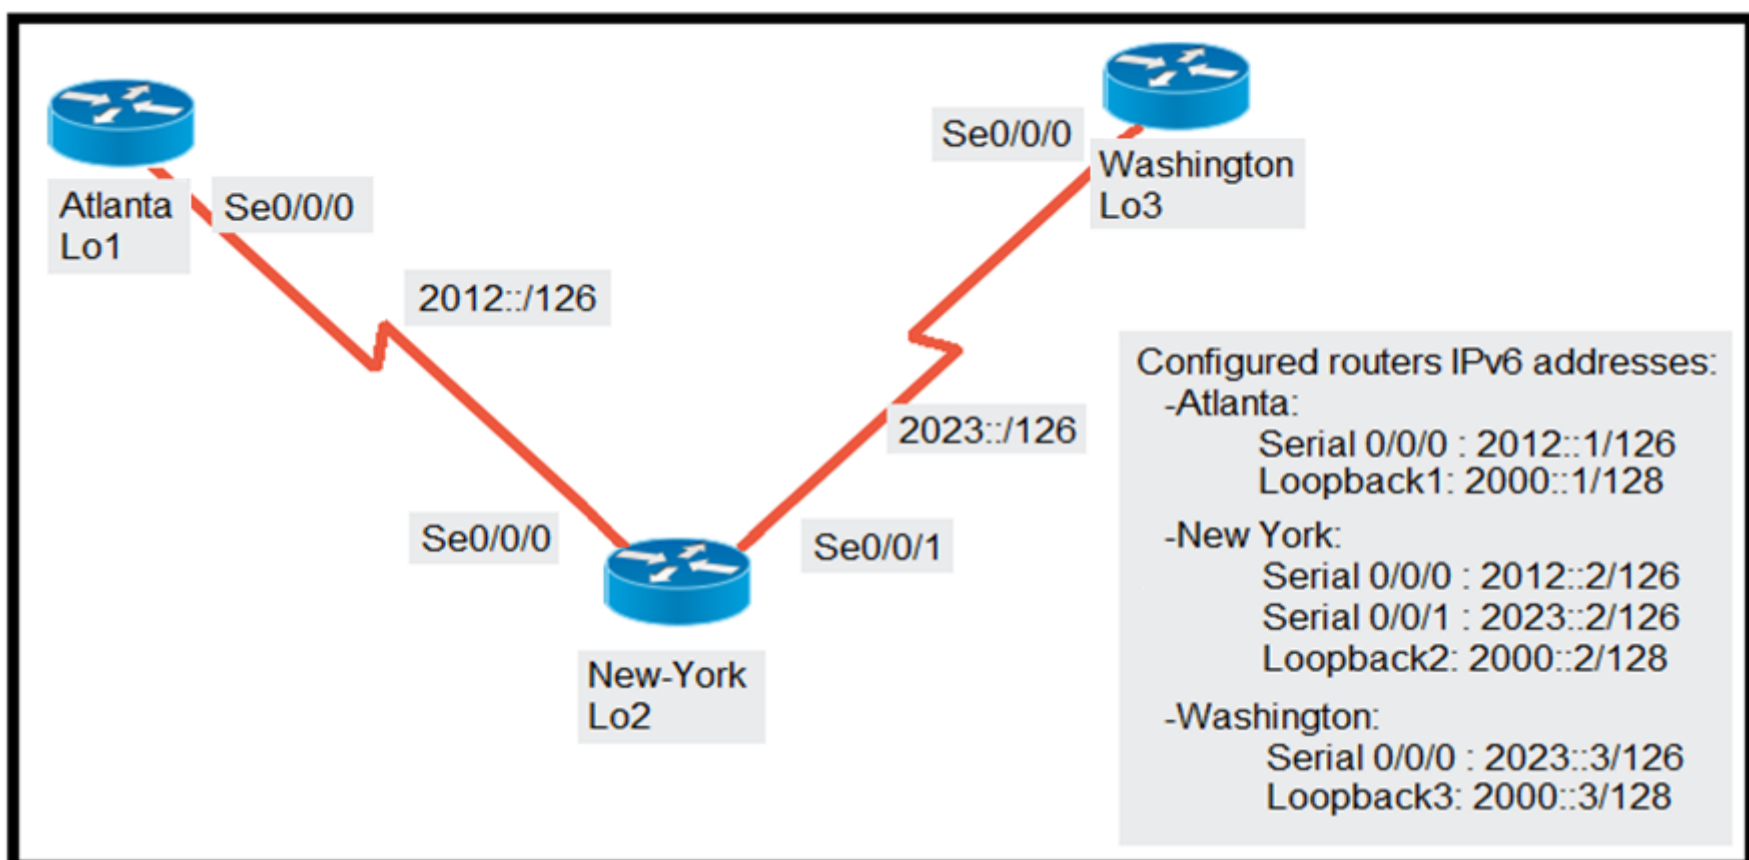 Atlanta
Lo1
Se0/0/0
2012::/126
Se0/0/0
New-York
Lo2
Se0/0/1
2023::/126
Se0/0/0
Washington
Lo3
Configured routers IPv6 addresses:
-Atlanta:
Serial 0/0/0 : 2012::1/126
Loopback1: 2000::1/128
-New York:
Serial 0/0/0 : 2012::2/126
Serial 0/0/1 : 2023::2/126
Loopback2: 2000::2/128
-Washington:
Serial 0/0/0 : 2023::3/126
Loopback3: 2000::3/128